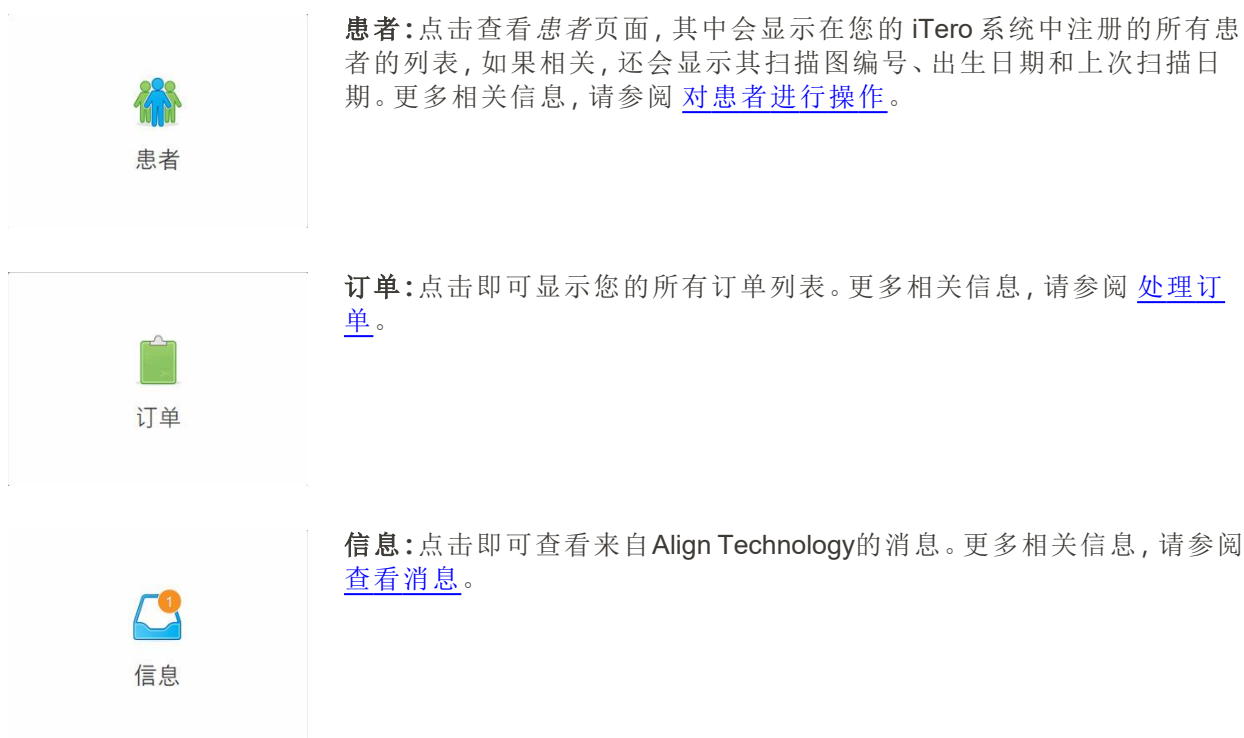 患者:点击查看患者页面,其中会显示在您的 iTero 系统中注册的所有患
者的列表,如果相关,还会显示其扫描图编号、出生日期和上次扫描日
期。更多相关信息,请参阅 对患者进行操作。
患者
订单:点击即可显示您的所有订单列表。更多相关信息,请参阅 处理订
单。
订单
信息:点击即可查看来自Align Technology的消息。更多相关信息,请参阅
查看消息。
1
信息